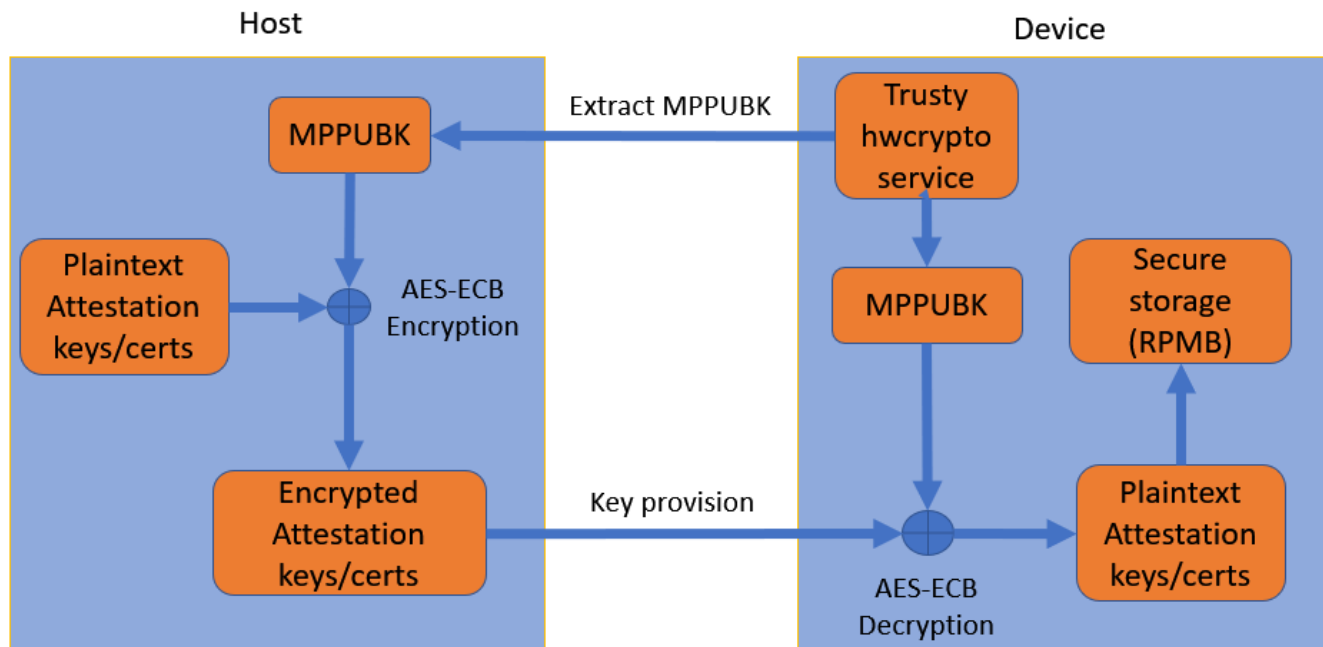 Host
Device
Extract MPPUBK
MPPUBK
Trusty
hwcrypto
service
Plaintext
Attestation
keys/certs
AES-ECB
Encryption
MPPUBK
Secure
storage
(RPMB)
Encrypted
Attestation
keys/certs
Key provision
AES-ECB
Decryption
Plaintext
Attestation
keys/certs